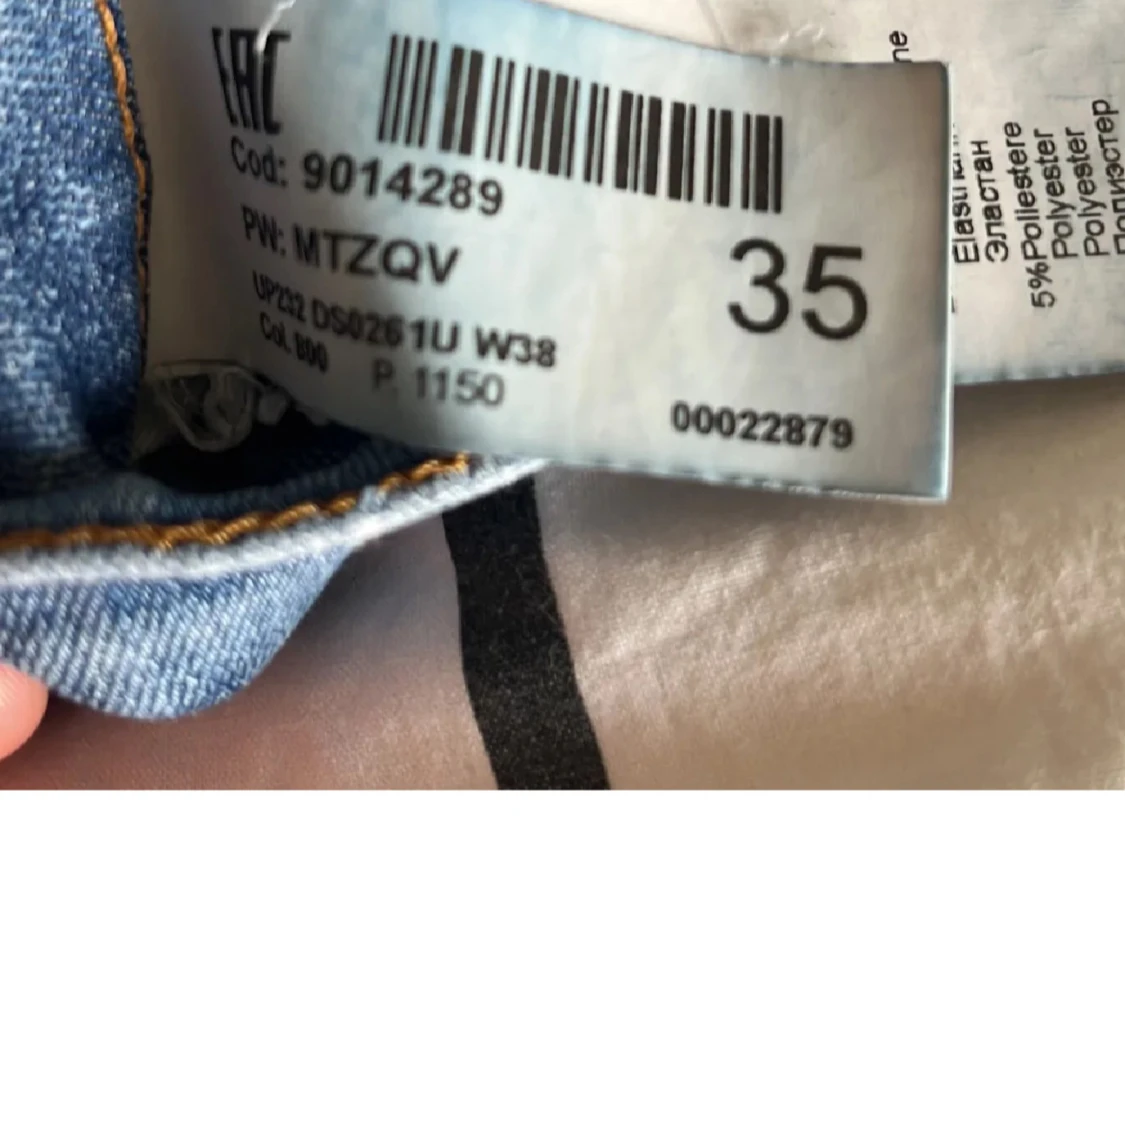 EAC
Cod: 9014289
PW: MTZQV
UP232 DS0261U W38
Col. 800 P. 1150
35
00022879
ne
Эластан
5%Poliestere
Polyester
Polyester
Полиэстер